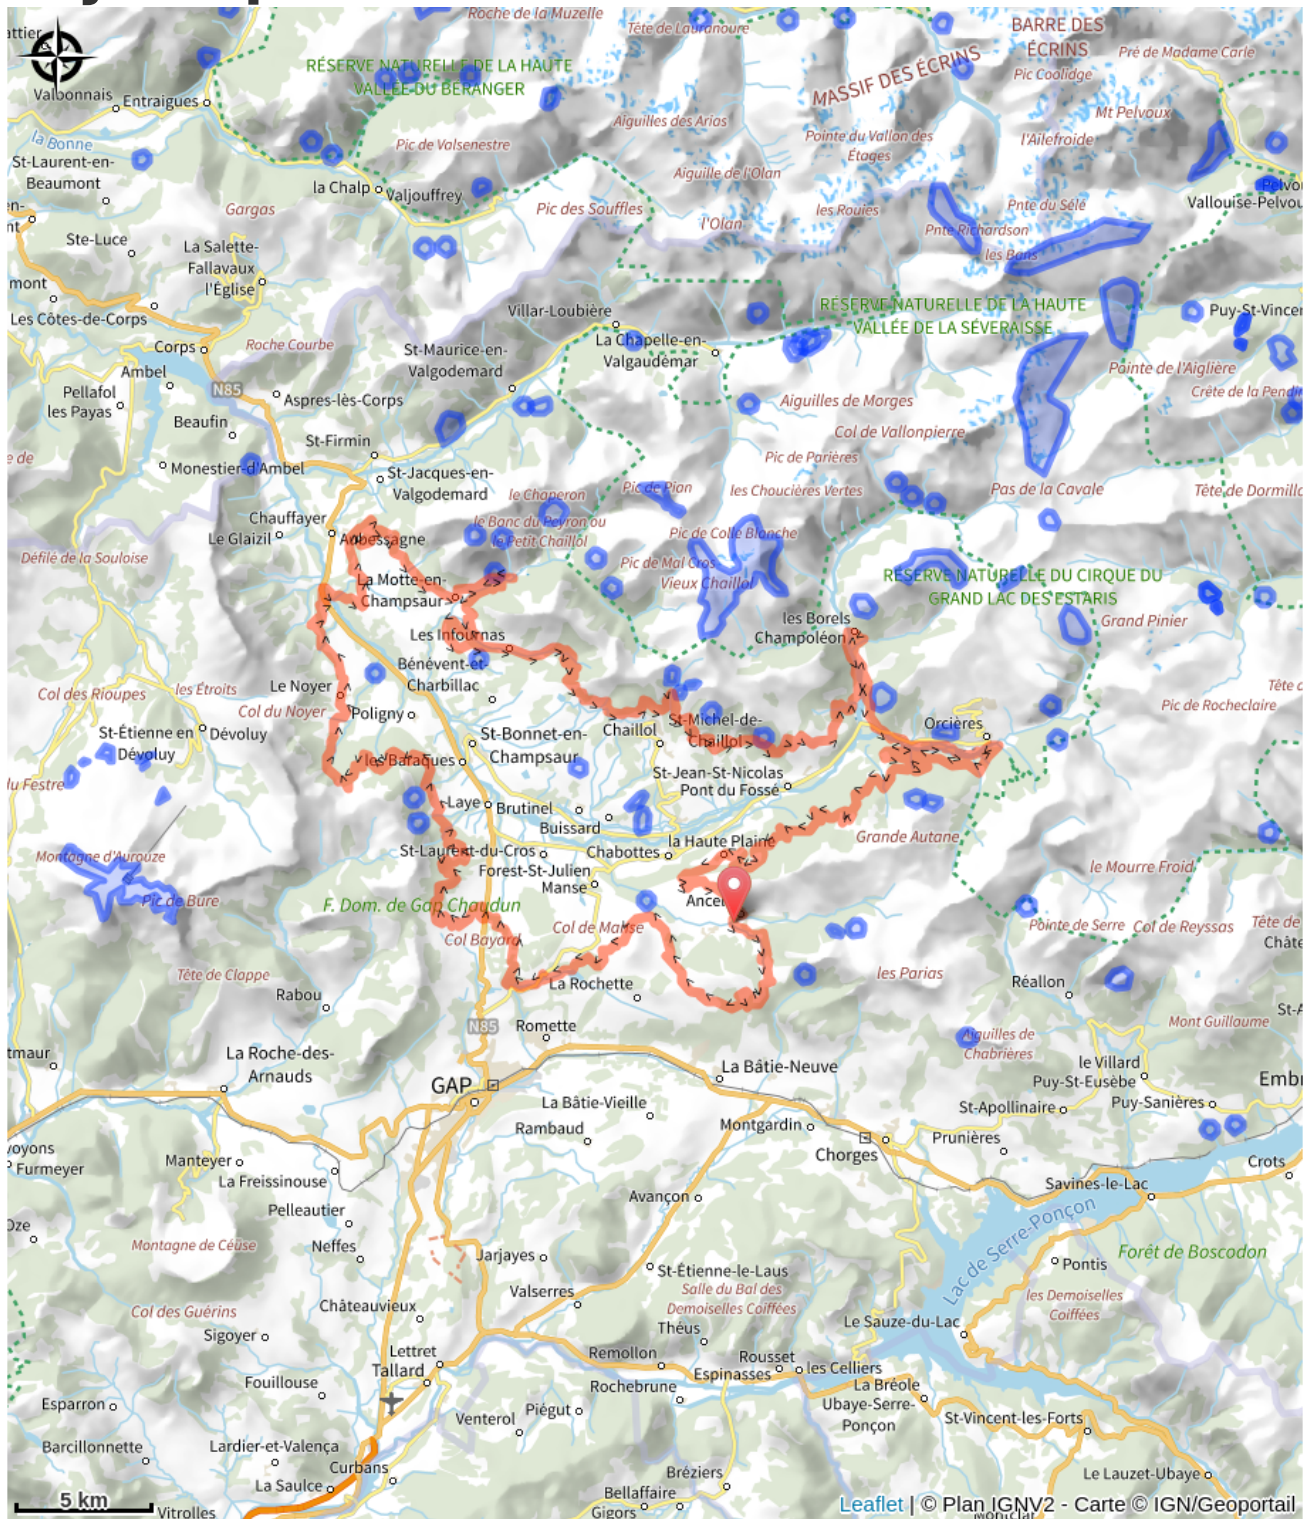 Roche de la Muzelle
Tête de Lauranoure
BARRE DES
ÉCRINS
Pré de Madame Carle
RÉSERVE NATURELLE DE LA HAUTE
VALLÉE DU BÉRANGER
MASSIF DES ÉCRINS
Pic Coolidge
Valbonnais
Entraigues
Mt Pelvoux
Aiguilles des Arias
Pointe du Vallon des
Étages
l'Ailefroide
la Bonne
Pic de Valsenestre
St-Laurent-en-
Beaumont
Aiguille de l'Olan
la Chalp
Valjouffrey
Vallouise-Pelvou
Gargas
Pic des Souffles
les Rouies
Pnte du Sélé
l'Olan
Pnte Richardson
les Bans
Ste-Luce
La Salette-
Fallavaux
l'Église
mont
Les Côtes-de-Corps
Villar-Loubière
RÉSERVE NATURELLE DE LA HAUTE
VALLÉE DE LA SÉVERAISSE
Puy-St-Vincen
Corps
Roche Courbe
St-Maurice-en-
Valgodemard
La Chapelle-en-
Valgaudémar
Ambel
N85
Pointe de l'Aiglière
Pellafol
les Payas
Aspres-lès-Corps
Aiguilles de Morges
Crête de la Pendi
Beaufin
Col de Vallonpierre
St-Firmin
Pic de Parières
Monestier-d'Ambel
St-Jacques-en-
Valgodemard
le Chaperon
Pic de Pian
les Choucières Vertes
Pas de la Cavale
Tête de Dormillo
Chauffayer
le Banc du Peyron ou
le Petit Chaillol
Pic de Colle Blanche
Le Glaizil
Aubessagne
Défilé de la Souloise
Pic de Mal Cros
Vieux Chaillol
La Motte-en-
Champsaur
RÉSERVE NATURELLE DU CIRQUE DU
GRAND LAC DES ESTARIS
les Borels
Champoléon
Grand Pinier
Les Infournas
Bénévent-et-
Charbillac
Col des Rioupes
les Étroits
Le Noyer
Col du Noyer
Poligny
Pic de Rocheclaire
St-Étienne en
Dévoluy
Dévoluy
St-Bonnet-en-
Champsaur
Chaillol
St-Michel-de-
Chaillol
Orcières
les Baraques
du Festre
St-Jean-St-Nicolas
Pont du Fossé
Laye
Brutinel
Buissard
Grande Autane
Montagne d'Aurouze
St-Laurent-du-Cros
Chabottes
la Haute Plaine
Forest-St-Julien
Manse
le Mourre Froid
Pic de Bure
F. Dom. de Gap Chaudun
Ancel
Col Bayard
Col de Manse
Pointe de Serre
Col de Reyssas
Tête de
Tête de Clappe
La Rochette
les Parias
Réallon
Rabou
N85
Romette
Mont Guillaume
Aiguilles de
Chabrières
tmaur
La Roche-des-
Arnauds
GAP
La Bâtie-Neuve
le Villard
Puy-St-Eusèbe
Embr
La Bâtie-Vieille
Rambaud
Montgardin
St-Apollinaire
Puy-Sanières
voyons
Furmeyer
Manteyer
La Freissinouse
Chorges
Prunières
Savines-le-Lac
Crots
Pelleautier
Avançon
Oze
Neffes
Montagne de Céüse
Jarjayes
Lac de Serre-Ponçon
Forêt de Boscodon
St-Étienne-le-Laus
Pontis
Valserres
Salle du Bal des
Demoiselles Coiffées
les Demoiselles
Coiffées
Col des Guérins
Châteauvieux
Sigoyer
Théus
Le Sauze-du-Lac
Lettret
Tallard
Remollon
Espinasses
Rousset
les Celliers
Fouillouse
Rochebrune
La Bréole
Ubaye-Serre-
Ponçon
Esparron
Venterol
Piégut
St-Vincent-les-Forts
Barcillonnette
Lardier-et-Valença
Curbans
La Saulce
Bréziers
Le Lauzet-Ubaye
Bellaffaire
Gigors
5 km
Vitrolles
Leaflet | © Plan IGNV2 - Carte © IGN/Geoportail